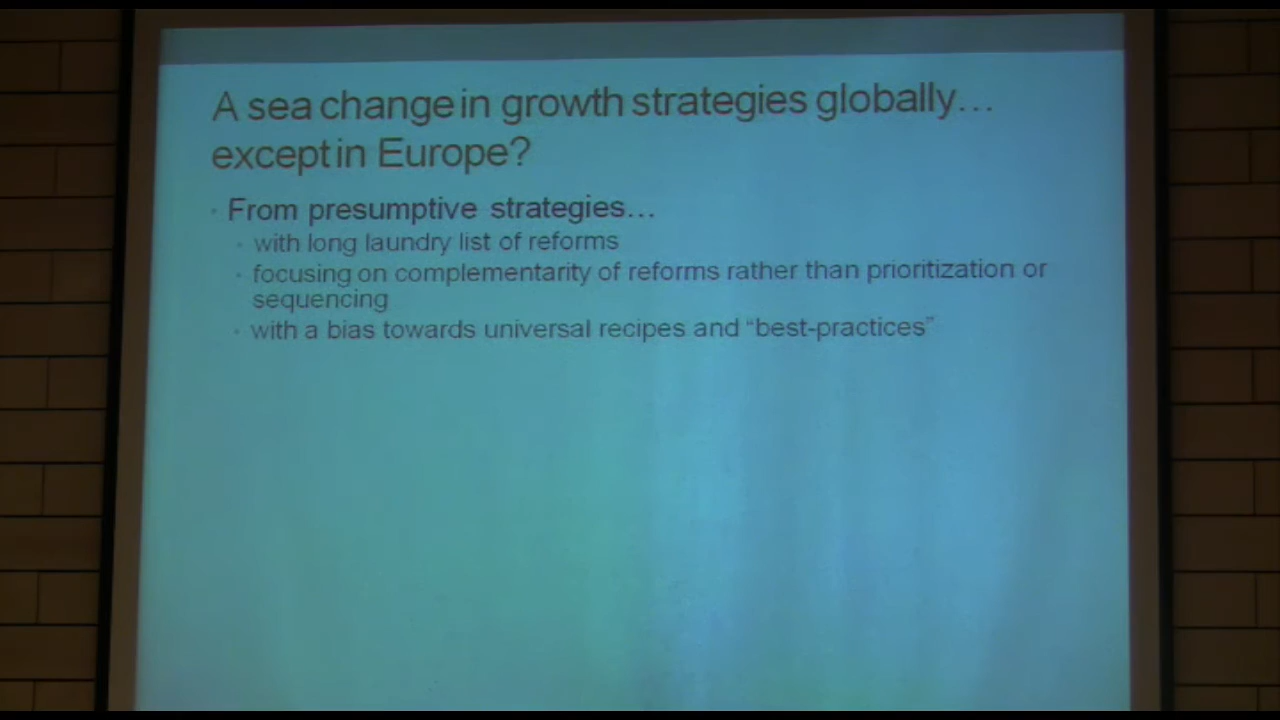 A sea change in growth strategies globally…
except in Europe?
• From presumptive strategies…
• with long laundry list of reforms
• focusing on complementarity of reforms rather than prioritization or
sequencing
• with a bias towards universal recipes and “best-practices”